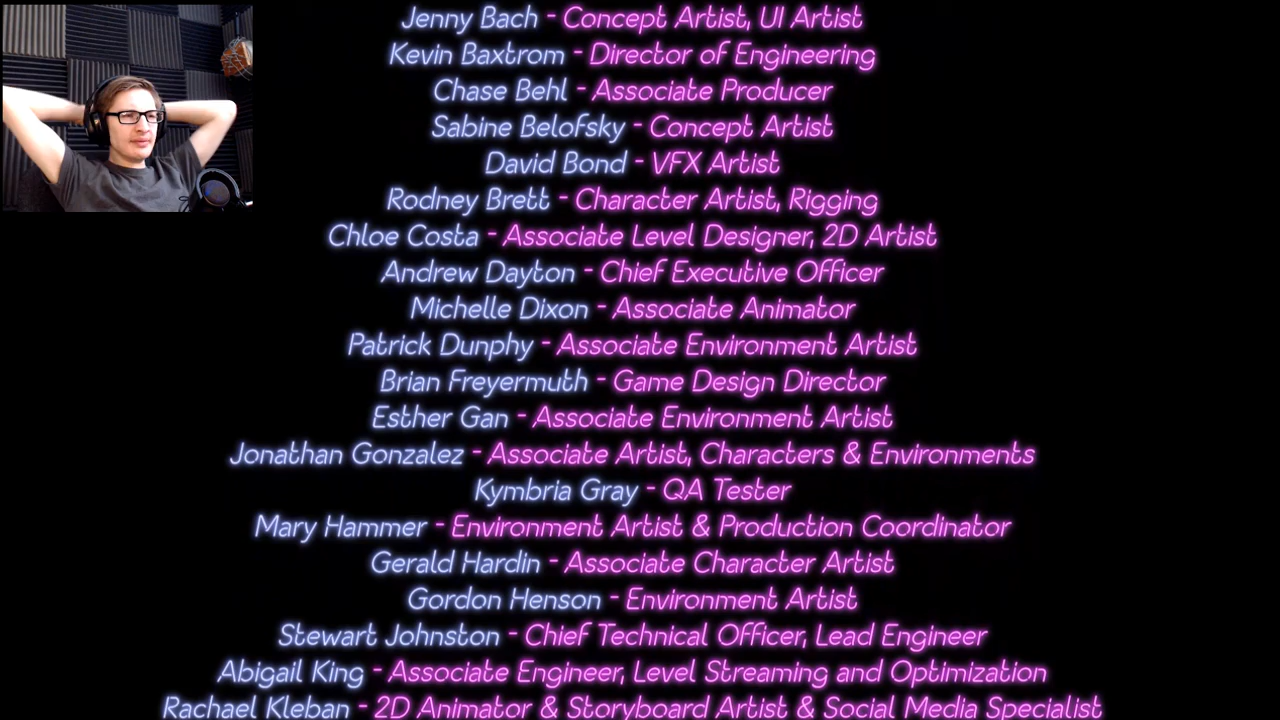 Jenny Bach - Concept Artist, UI Artist
Kevin Baxtrom - Director of Engineering
Chase Behl - Associate Producer
Sabine Belofsky - Concept Artist
David Bond - VFX Artist
Rodney Brett - Character Artist, Rigging
Chloe Costa - Associate Level Designer, 2D Artist
Andrew Dayton - Chief Executive Officer
Michelle Dixon - Associate Animator
Patrick Dunphy - Associate Environment Artist
Brian Freyermuth - Game Design Director
Esther Gan - Associate Environment Artist
Jonathan Gonzalez - Associate Artist, Characters & Environments
Kymbria Gray - QA Tester
Mary Hammer - Environment Artist & Production Coordinator
Gerald Hardin - Associate Character Artist
Gordon Henson - Environment Artist
Stewart Johnston - Chief Technical Officer, Lead Engineer
Abigail King - Associate Engineer, Level Streaming and Optimization
Rachael Kleban - 2D Animator & Storyboard Artist & Social Media Specialist